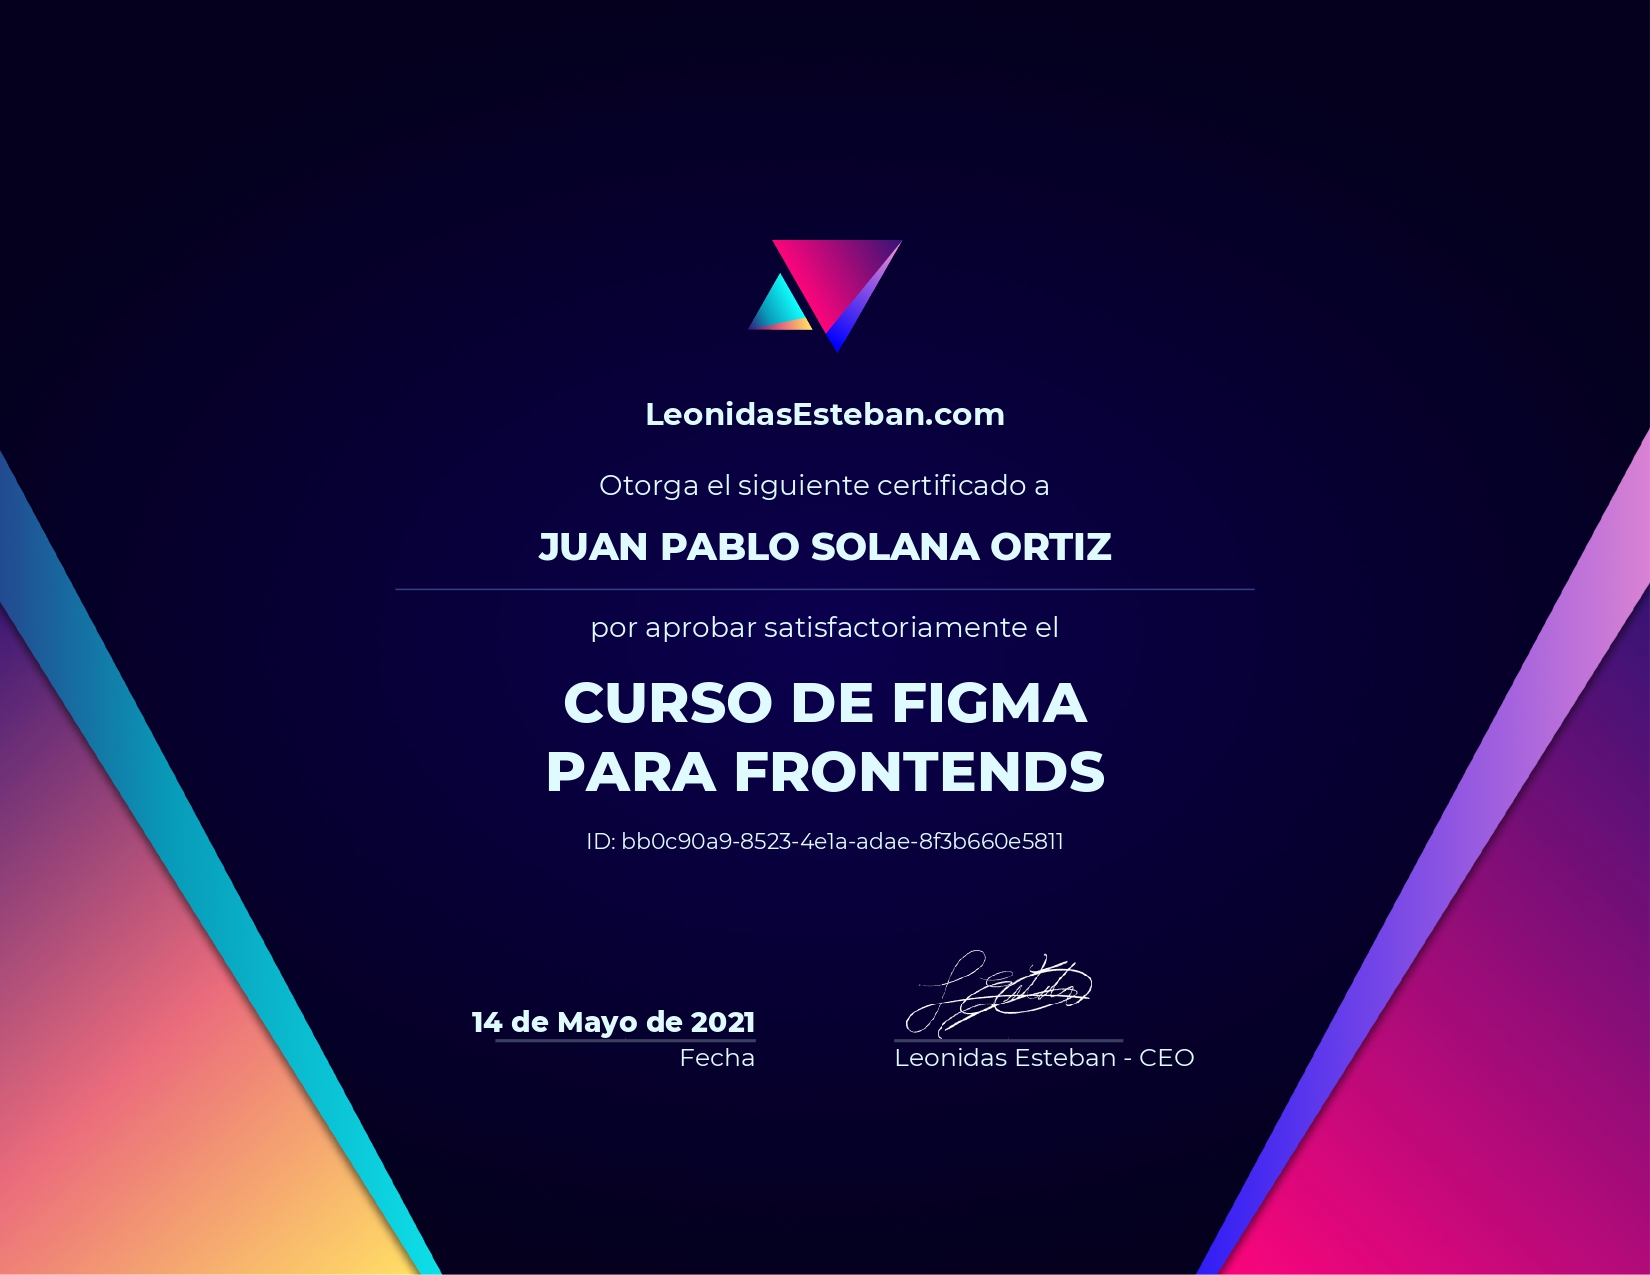 LeonidasEsteban.com
Otorga el siguiente certificado a
JUAN PABLO SOLANA ORTIZ
por aprobar satisfactoriamente el
CURSO DE FIGMA
PARA FRONTENDS
ID: bb0c90a9-8523-4e1a-adae-8f3b660e5811
14 de Mayo de 2021
Fecha
Leonidas Esteban - CEO